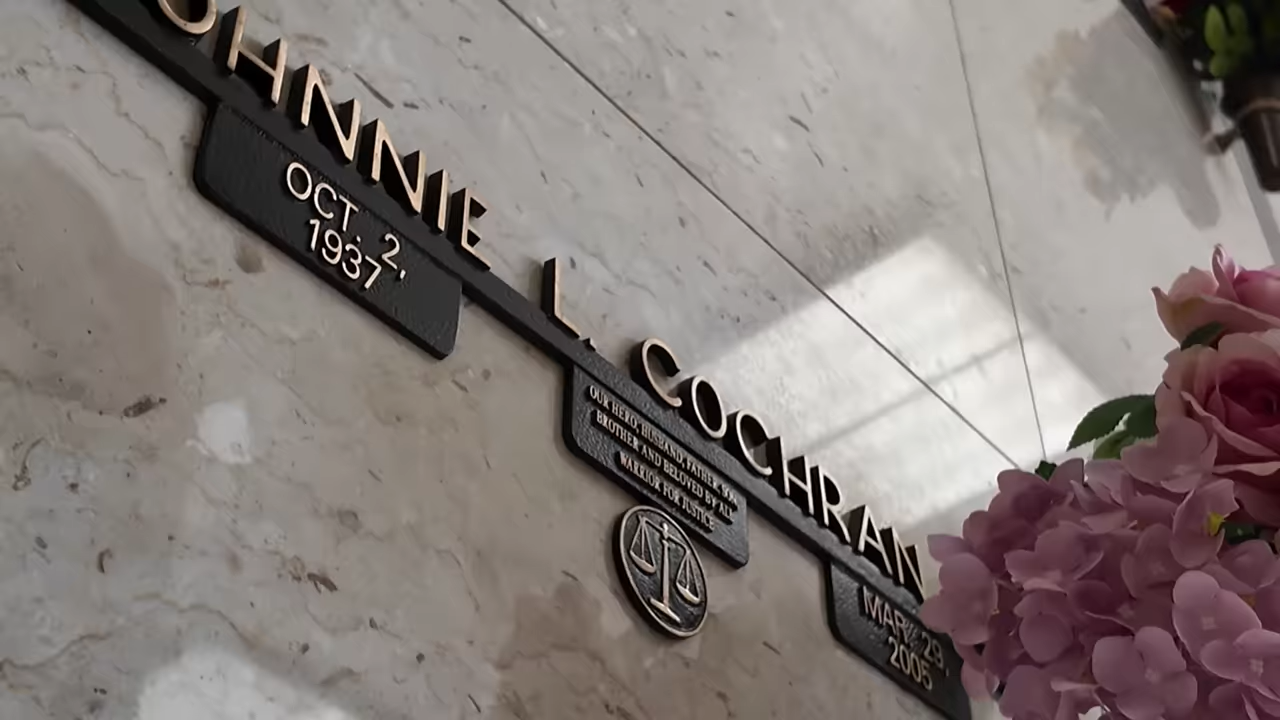 OHNNIE L. COCHRAN
OCT. 2,
1937
OUR HERO, HUSBAND, FATHER, SON,
BROTHER AND BELOVED BY ALL
WARRIOR FOR JUSTICE
MAR. 29,
2005